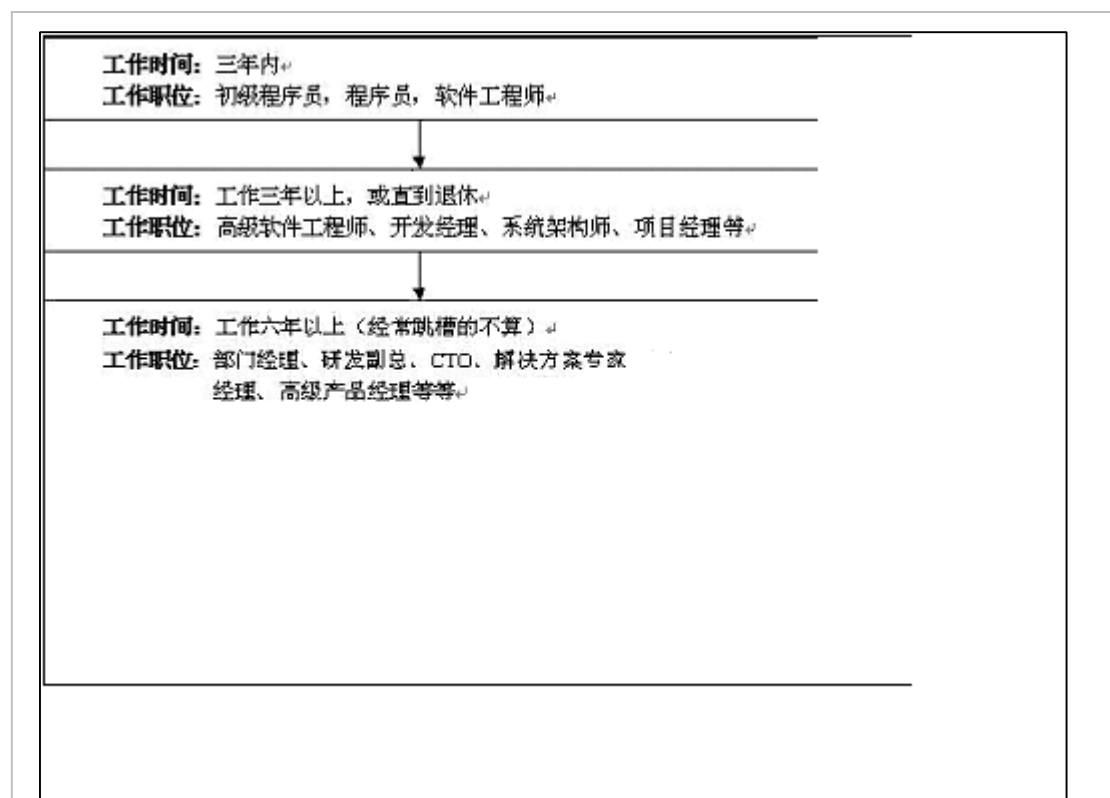 工作时间：三年内↵
工作职位：初级程序员，程序员，软件工程师↵
工作时间：工作三年以上，或直到退休↵
工作职位：高级软件工程师、开发经理、系统架构师、项目经理等↵
工作时间：工作六年以上（经常跳槽的不算）↵
工作职位：部门经理、研发副总、CTO、解决方案专家
经理、高级产品经理等等↵